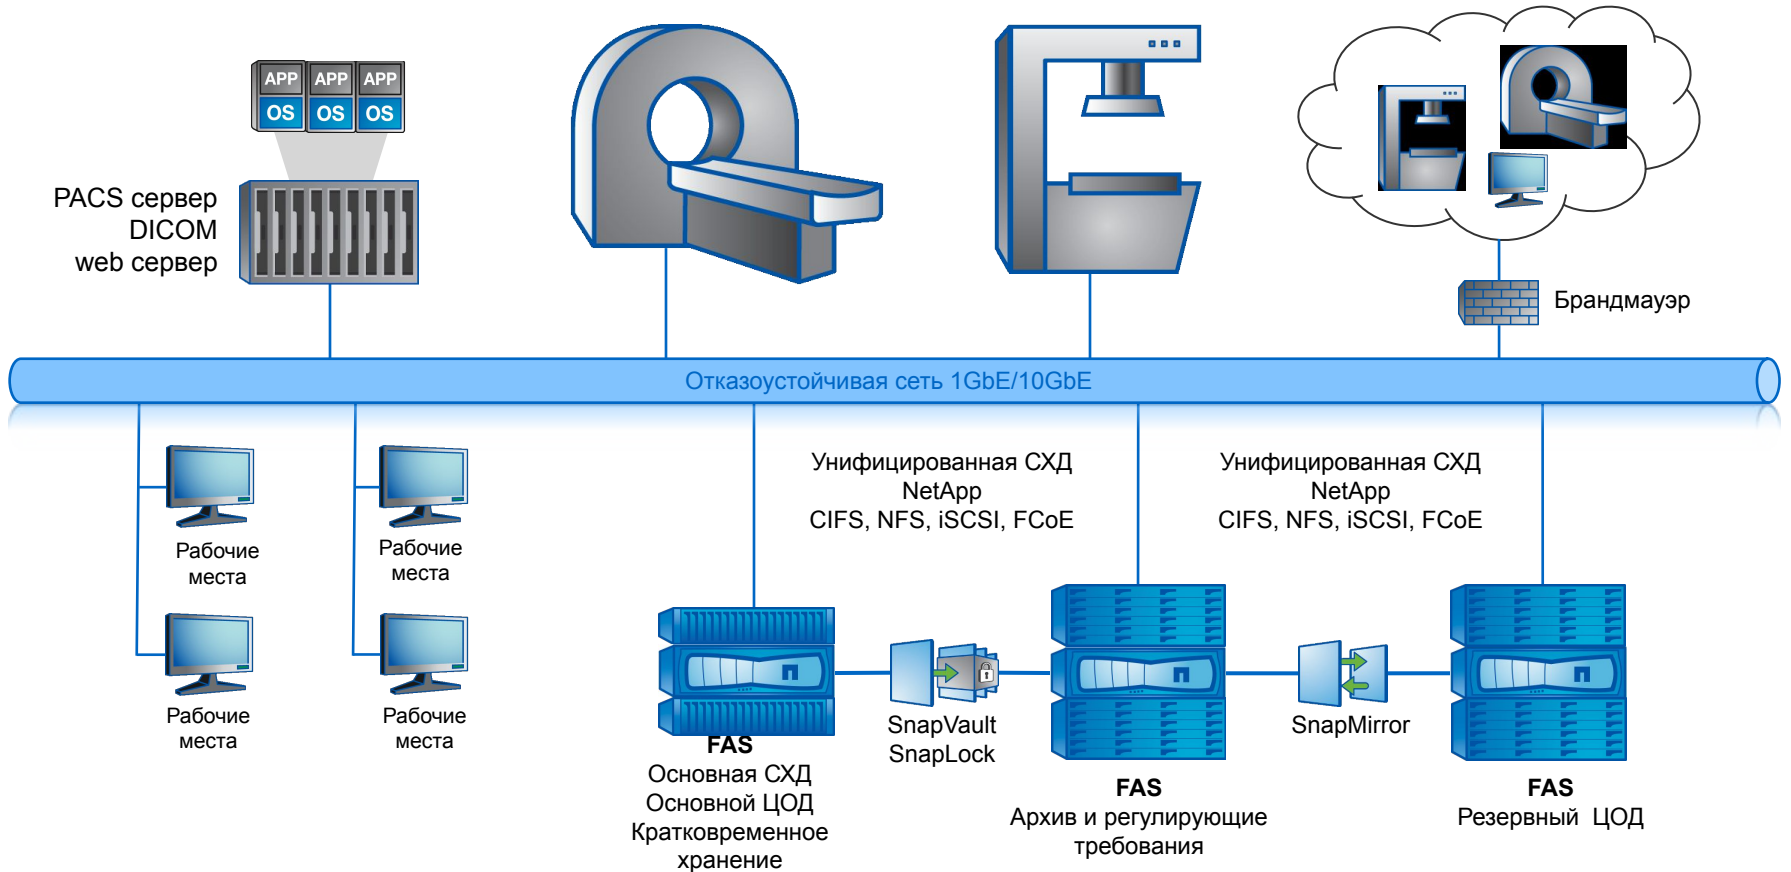 APP APP APP
OS OS OS
PACS сервер
DICOM
web сервер
Брандмауэр
Отказоустойчивая сеть 1GbE/10GbE
Рабочие
места
Рабочие
места
Рабочие
места
Рабочие
места
Унифицированная СХД
NetApp
CIFS, NFS, iSCSI, FCoE
Унифицированная СХД
NetApp
CIFS, NFS, iSCSI, FCoE
FAS
Основная СХД
Основной ЦОД
Кратковременное
хранение
SnapVault
SnapLock
FAS
Архив и регулирующие
требования
SnapMirror
FAS
Резервный ЦОД